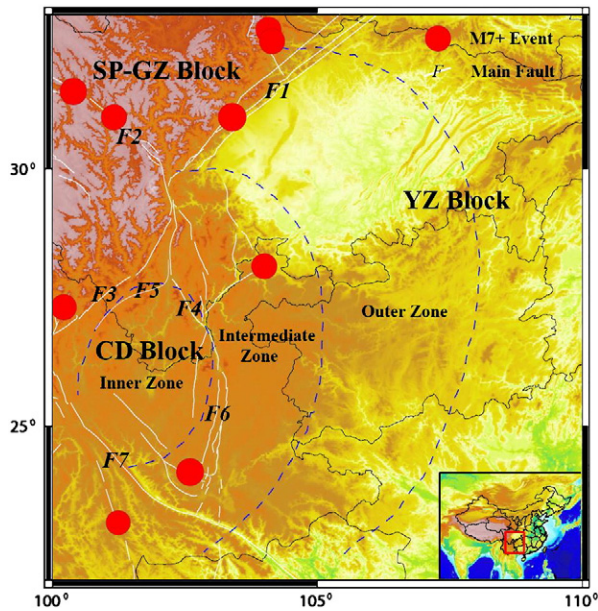 M7+ Event
SP-GZ Block
F
Main Fault
F1
F2
30°
YZ Block
F3
F5
F4
Outer Zone
Intermediate
Zone
CD Block
Inner Zone
F6
25°
F7
100°
105°
110°